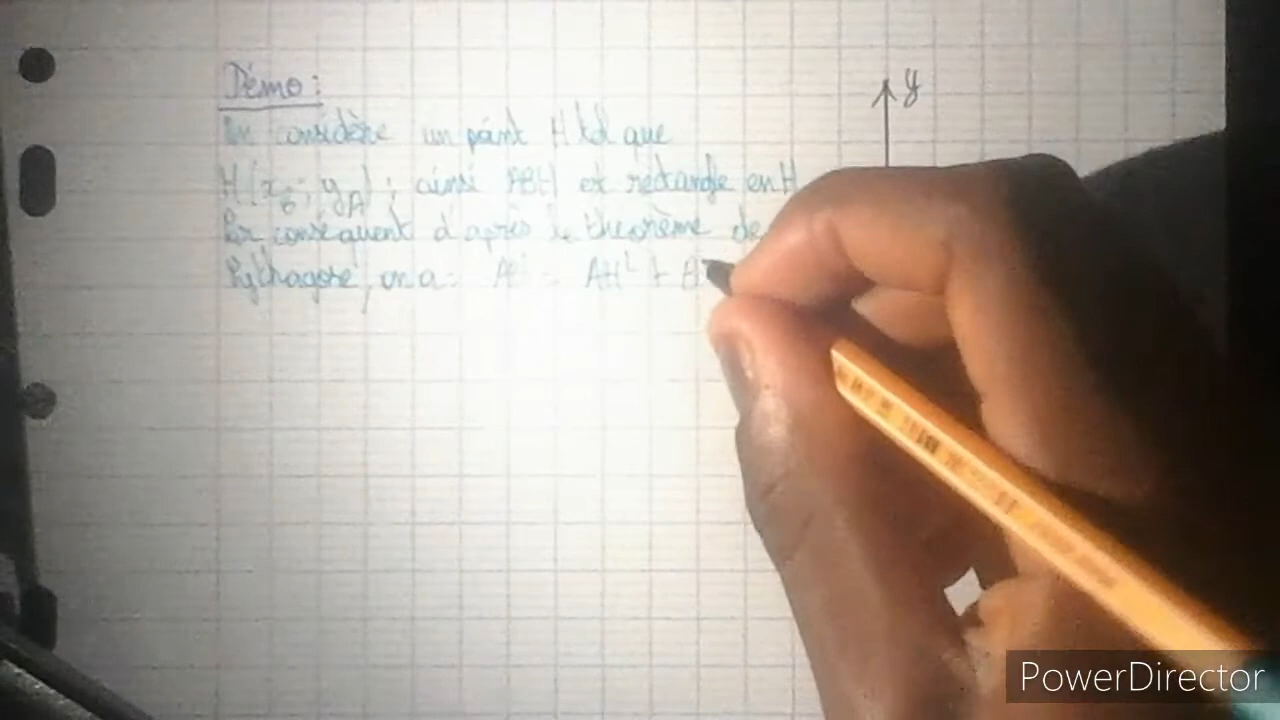 Démo :
On considère un point H tel que
H(x_B ; y_A) ; ainsi ABH est rectangle en H
Par conséquent d'après le théorème de
Pythagore, on a : AB² = AH² + B
y
PowerDirector